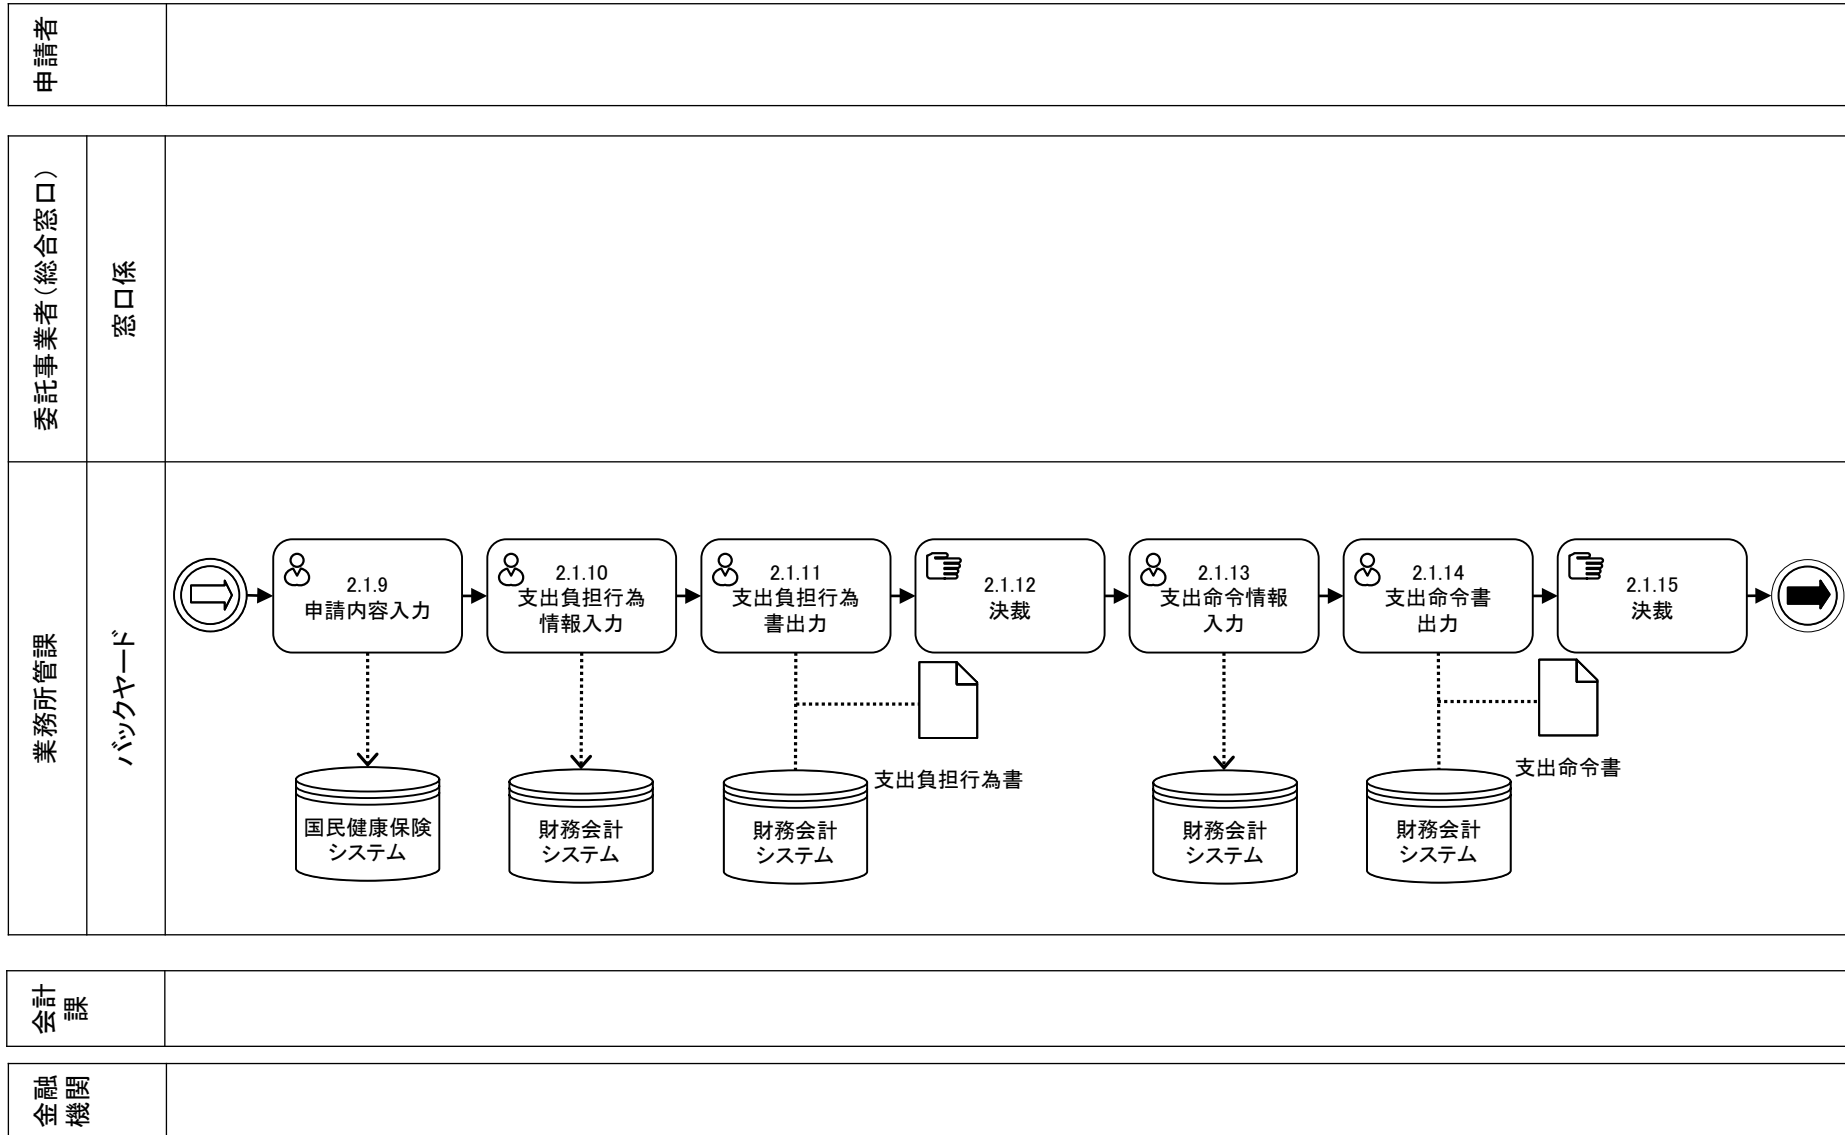 申請者
委託事業者（総合窓口）
窓口係
業務所管課
バックヤード
2.1.9
申請内容入力
2.1.10
支出負担行為
情報入力
2.1.11
支出負担行為
書出力
2.1.12
決裁
2.1.13
支出命令情報
入力
2.1.14
支出命令書
出力
2.1.15
決裁
国民健康保険
システム
財務会計
システム
財務会計
システム
支出負担行為書
財務会計
システム
財務会計
システム
支出命令書
会計
課
金融
機関